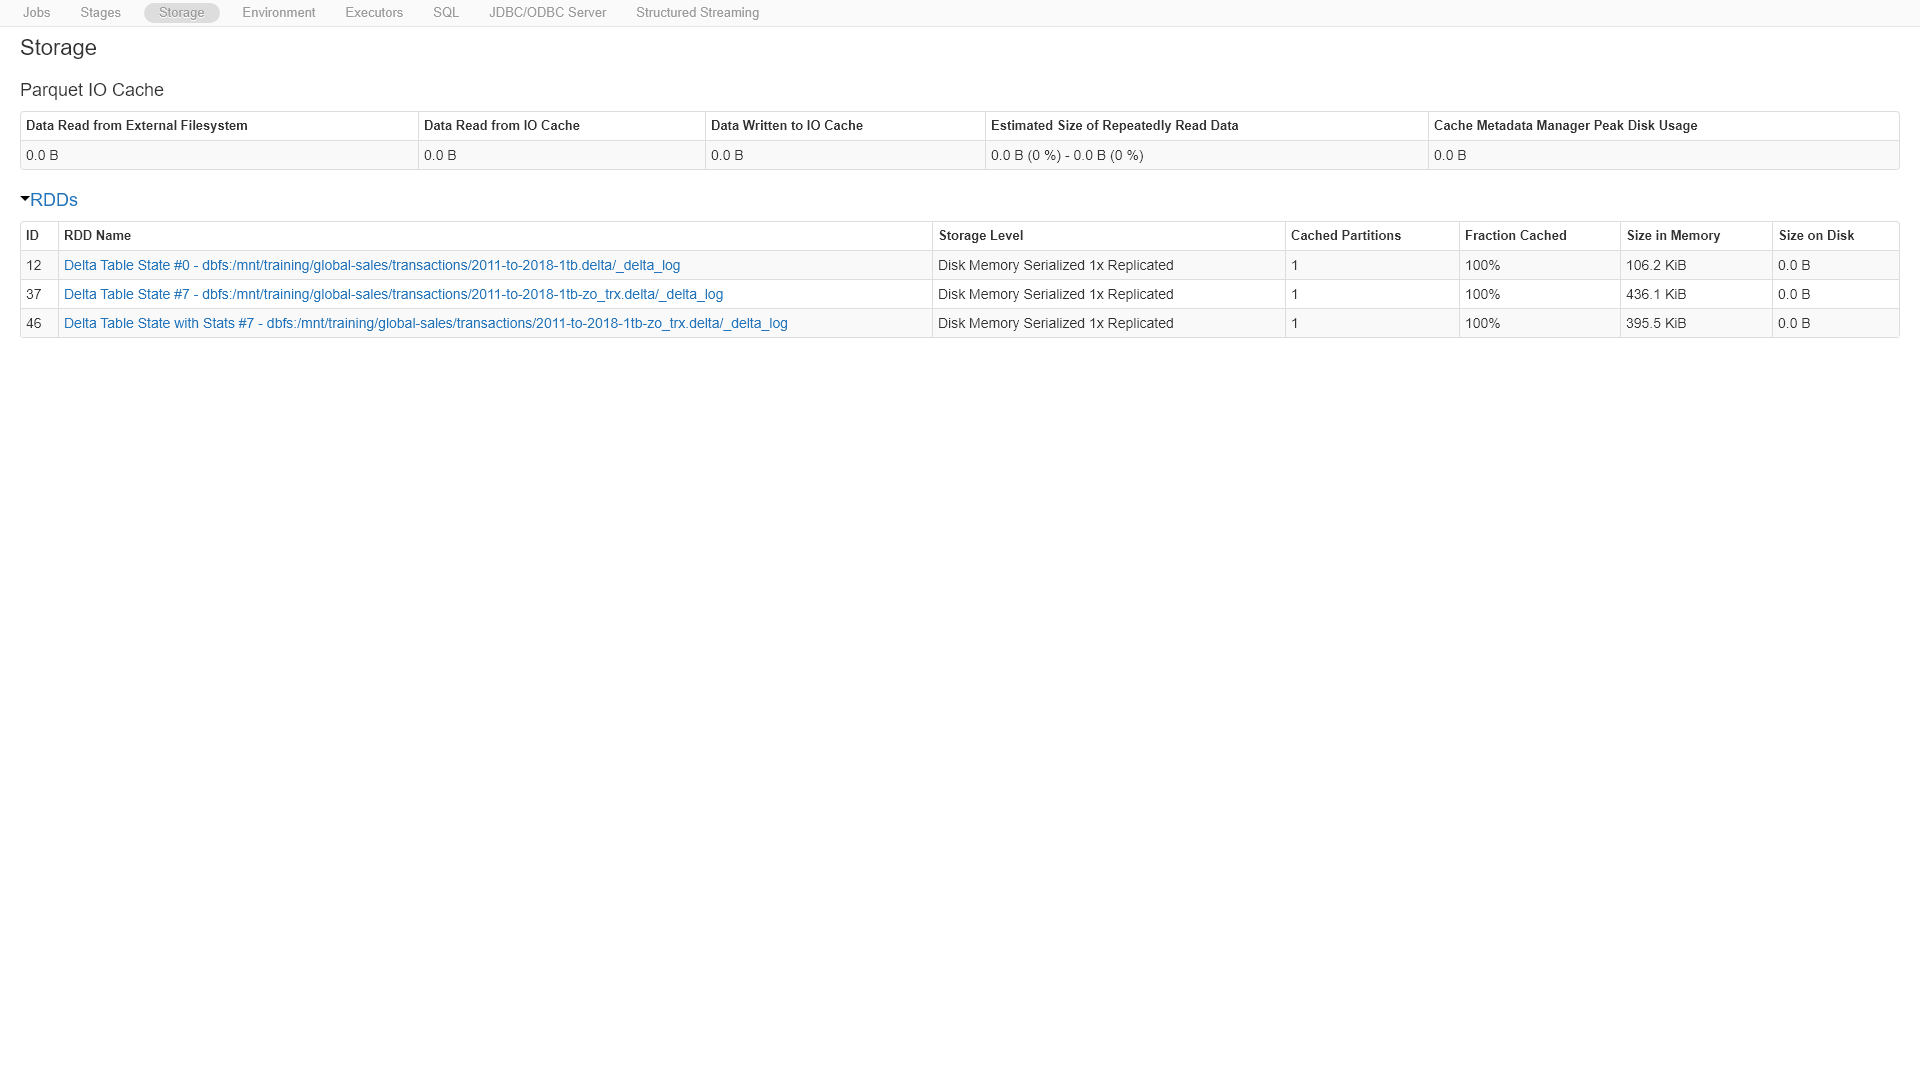 Jobs Stages Storage Environment Executors SQL JDBC/ODBC Server Structured Streaming
Storage
Parquet IO Cache
Data Read from External Filesystem Data Read from IO Cache Data Written to IO Cache Estimated Size of Repeatedly Read Data Cache Metadata Manager Peak Disk Usage
0.0 B 0.0 B 0.0 B 0.0 B (0 %) - 0.0 B (0 %) 0.0 B
RDDs
ID RDD Name Storage Level Cached Partitions Fraction Cached Size in Memory Size on Disk
12 Delta Table State #0 - dbfs:/mnt/training/global-sales/transactions/2011-to-2018-1tb.delta/_delta_log Disk Memory Serialized 1x Replicated 1 100% 106.2 KiB 0.0 B
37 Delta Table State #7 - dbfs:/mnt/training/global-sales/transactions/2011-to-2018-1tb-zo_trx.delta/_delta_log Disk Memory Serialized 1x Replicated 1 100% 436.1 KiB 0.0 B
46 Delta Table State with Stats #7 - dbfs:/mnt/training/global-sales/transactions/2011-to-2018-1tb-zo_trx.delta/_delta_log Disk Memory Serialized 1x Replicated 1 100% 395.5 KiB 0.0 B